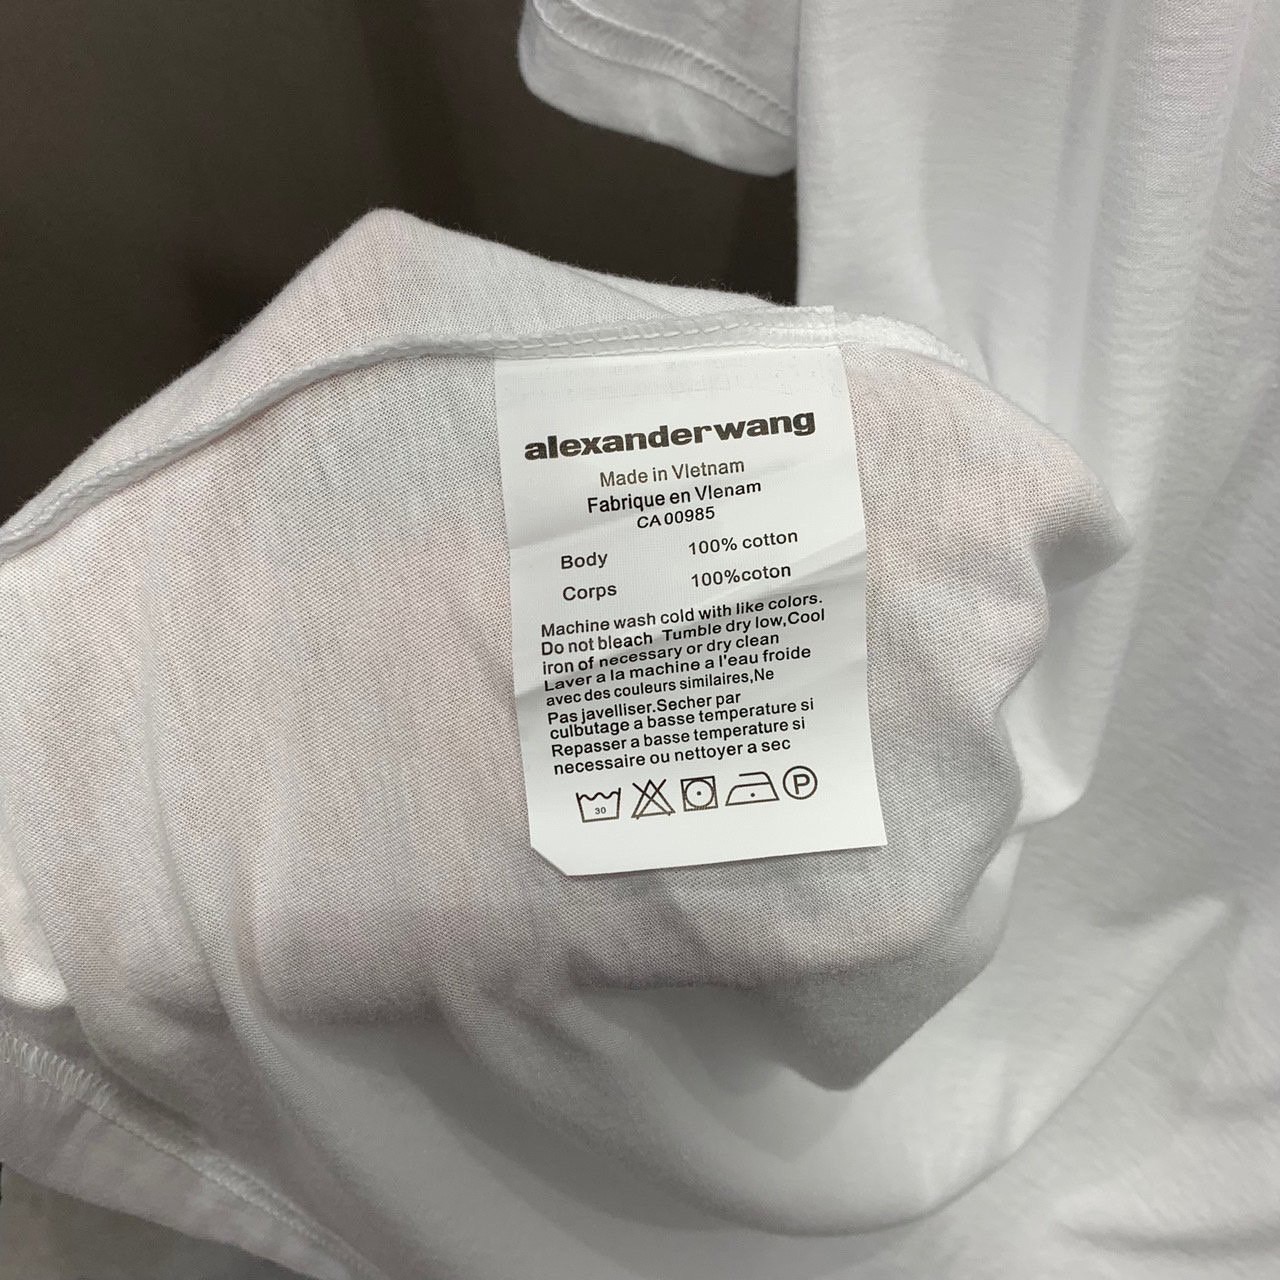 alexanderwang
Made in VIetnam
Fabrique en VIenam
CA 00985
Body 100% cotton
Corps 100%coton
Machine wash cold with like colors.
Do not bleach Tumble dry low,Cool
iron of necessary or dry clean
Laver a la machine a l'eau froide
avec des couleurs similaires,Ne
Pas javelliser.Secher par
culbutage a basse temperature si
Repasser a basse temperature si
necessaire ou nettoyer a sec
30 P